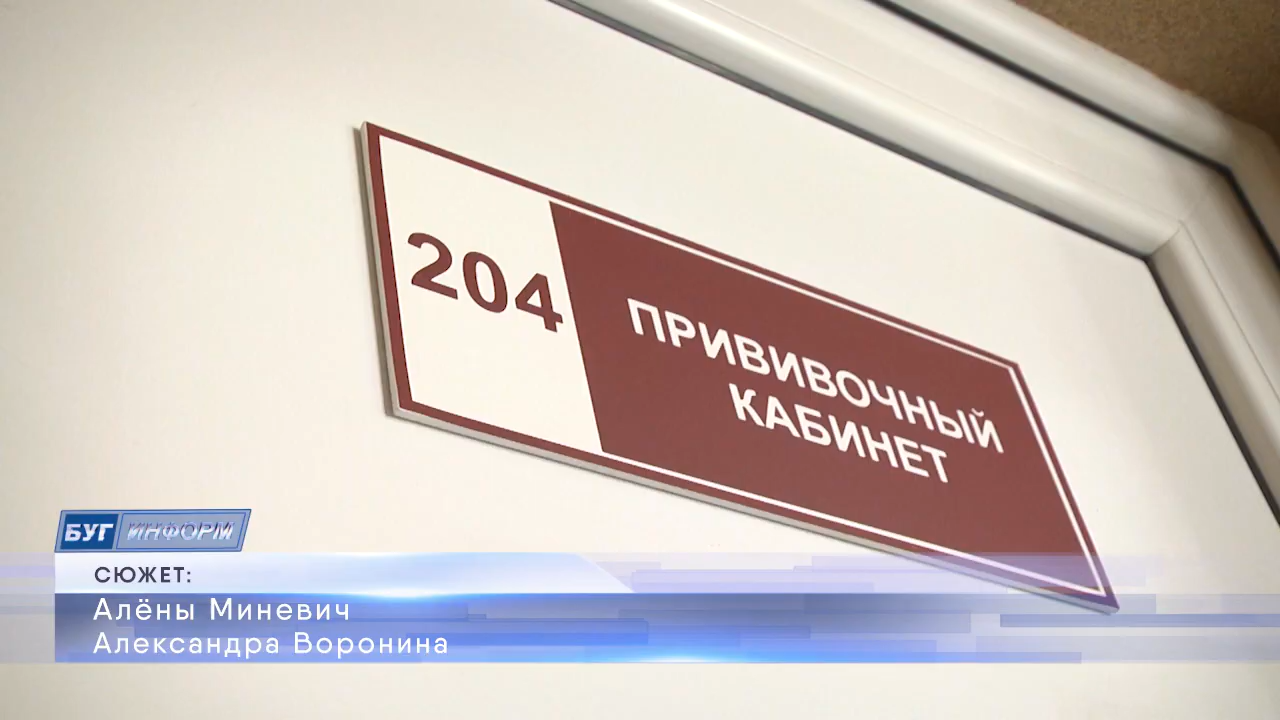 204
ПРИВИВОЧНЫЙ
КАБИНЕТ
БУГ ИНФОРМ
СЮЖЕТ:
Алёны Миневич
Александра Воронина